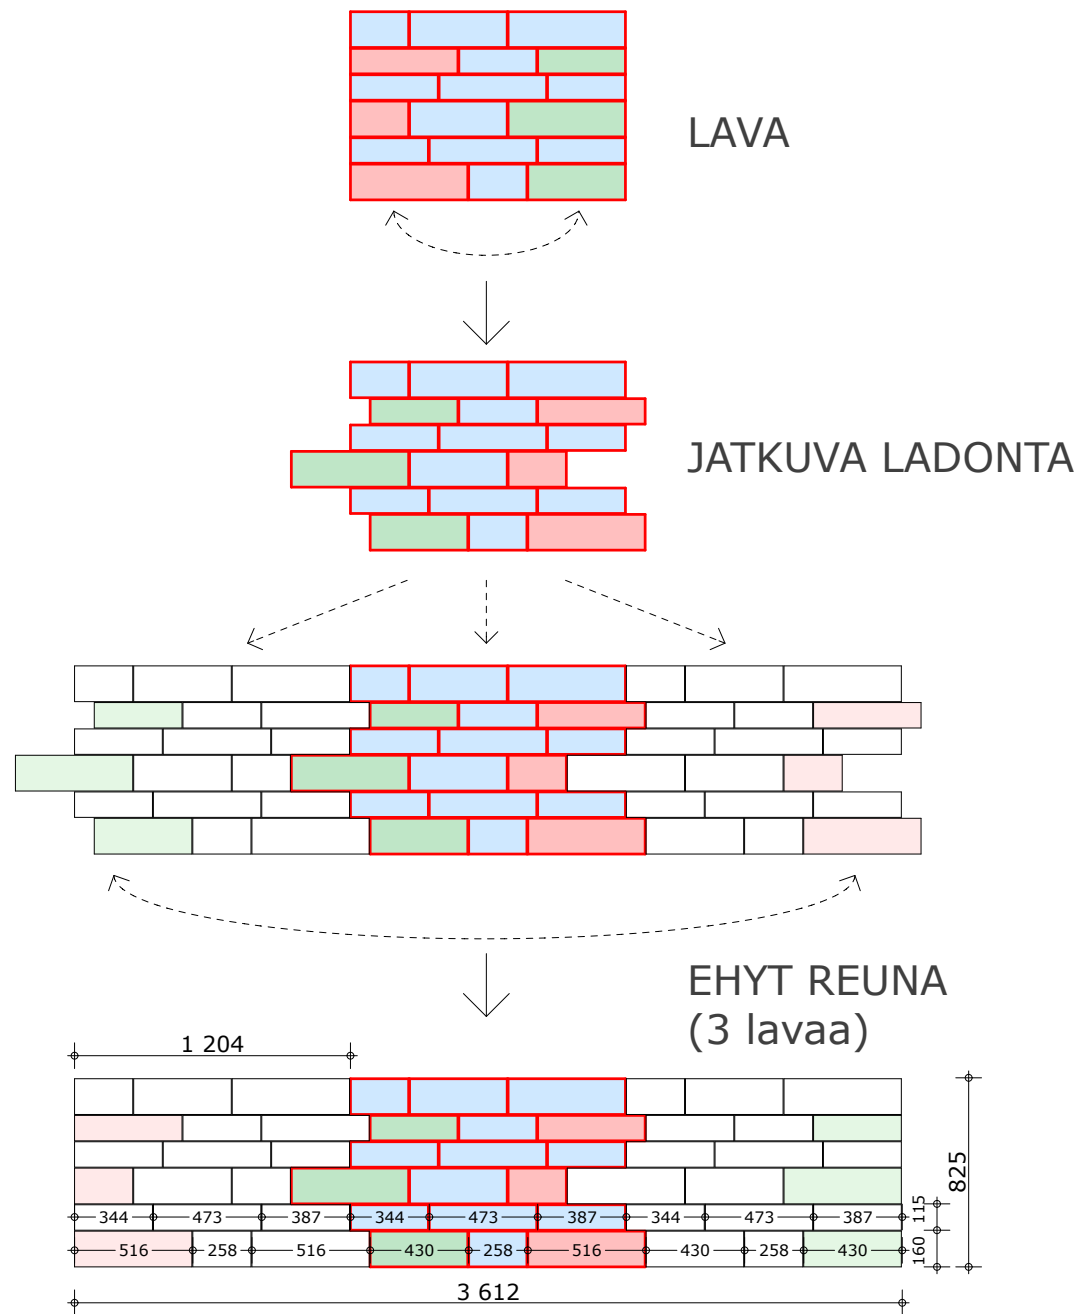 LAVA
JATKUVA LADONTA
EHYT REUNA
(3 lavaa)
1 204
825
344 473 387 344 473 387 344 473 387 115
516 258 516 430 258 516 430 258 430 160
3 612